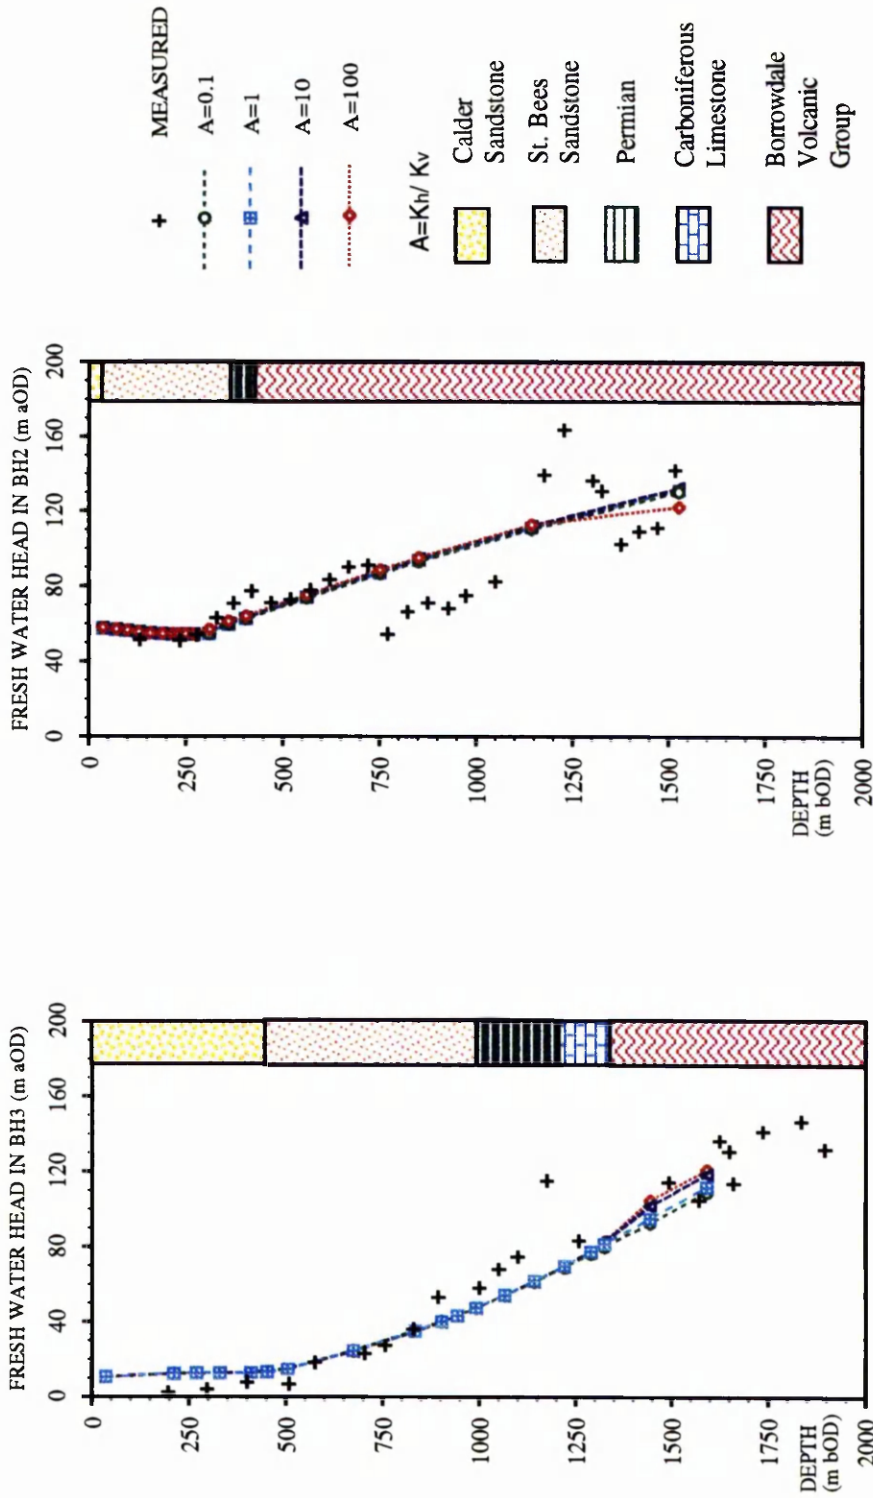 FRESH WATER HEAD IN BH3 (m aOD)
0
40
80
120
160
200
0
250
500
750
1000
1250
1500
1750
2000
DEPTH
(m bOD)
FRESH WATER HEAD IN BH2 (m aOD)
0
40
80
120
160
200
0
250
500
750
1000
1250
1500
1750
2000
DEPTH
(m bOD)
MEASURED
A=0.1
A=1
A=10
A=100
A=Kh/ Kv
Calder
Sandstone
St. Bees
Sandstone
Permian
Carboniferous
Limestone
Borrowdale
Volcanic
Group